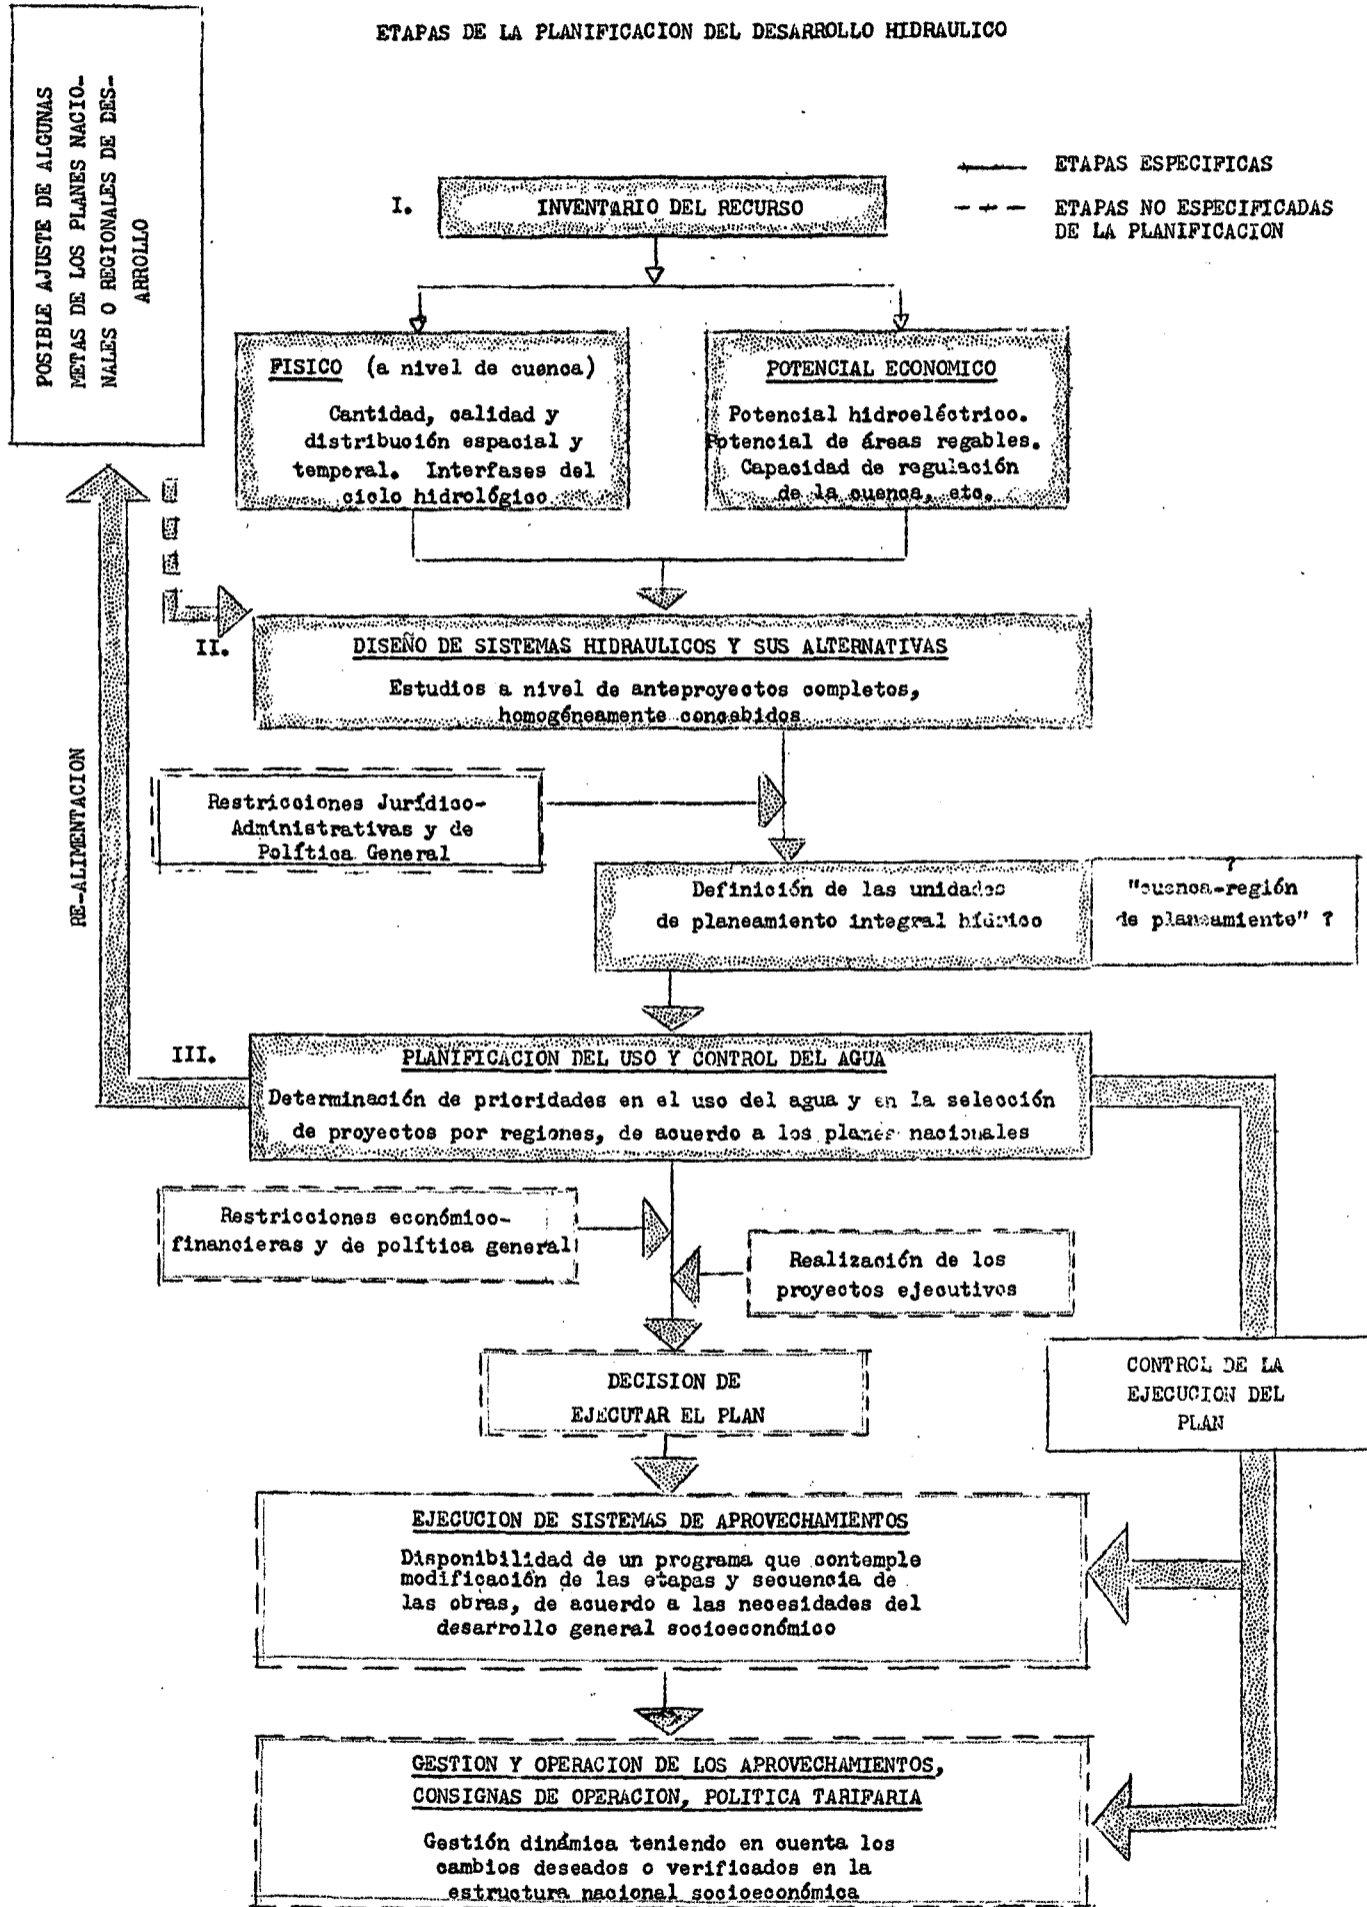 ETAPAS DE LA PLANIFICACION DEL DESARROLLO HIDRAULICO
POSIBLE AJUSTE DE ALGUNAS
METAS DE LOS PLANES NACIO-
NALES O REGIONALES DE DES-
ARROLLO
ETAPAS ESPECIFICAS
ETAPAS NO ESPECIFICADAS
DE LA PLANIFICACION
I.
INVENTARIO DEL RECURSO
FISICO (a nivel de cuenca)
Cantidad, calidad y
distribución espacial y
temporal. Interfases del
ciclo hidrológico
POTENCIAL ECONOMICO
Potencial hidroeléctrico.
Potencial de áreas regables.
Capacidad de regulación
de la cuenca, etc.
II.
DISEÑO DE SISTEMAS HIDRAULICOS Y SUS ALTERNATIVAS
Estudios a nivel de anteproyectos completos,
homogéneamente concebidos
RE-ALIMENTACION
Restricciones Jurídico-
Administrativas y de
Política General
Definición de las unidades
de planeamiento integral hídrico
?
"cuenca-región
de planeamiento" ?
III.
PLANIFICACION DEL USO Y CONTROL DEL AGUA
Determinación de prioridades en el uso del agua y en la selección
de proyectos por regiones, de acuerdo a los planes nacionales
Restricciones económico-
financieras y de política general
Realización de los
proyectos ejecutivos
DECISION DE
EJECUTAR EL PLAN
CONTROL DE LA
EJECUCION DEL
PLAN
EJECUCION DE SISTEMAS DE APROVECHAMIENTOS
Disponibilidad de un programa que contemple
modificación de las etapas y secuencia de
las obras, de acuerdo a las necesidades del
desarrollo general socioeconómico
GESTION Y OPERACION DE LOS APROVECHAMIENTOS,
CONSIGNAS DE OPERACION, POLITICA TARIFARIA
Gestión dinámica teniendo en cuenta los
cambios deseados o verificados en la
estructura nacional socioeconómica